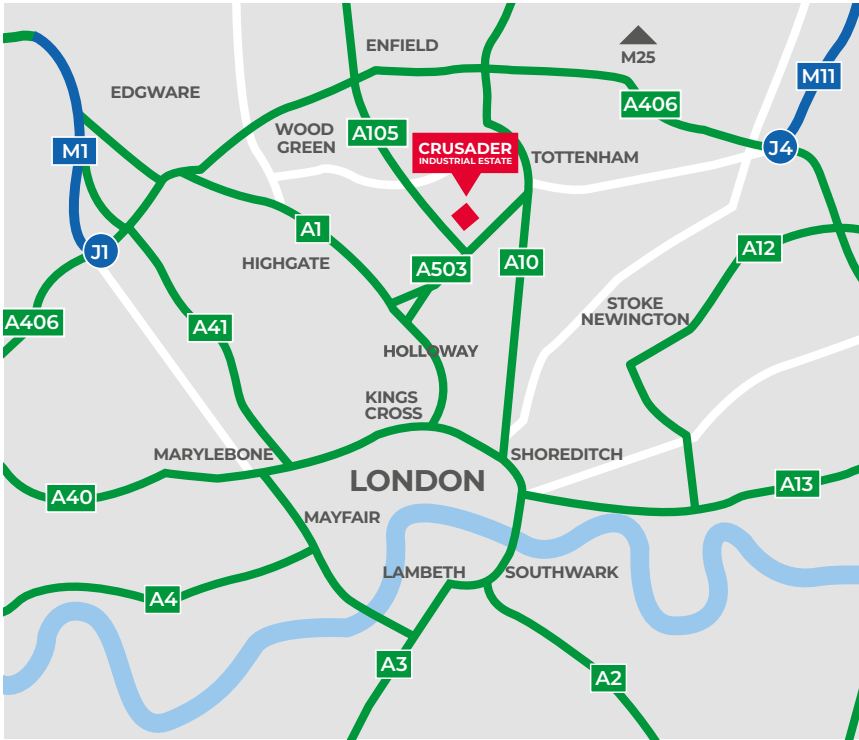 ENFIELD
M25
M11
EDGWARE
A406
WOOD
GREEN
A105
CRUSADER
INDUSTRIAL ESTATE
TOTTENHAM
J4
M1
A1
J1
HIGHGATE
A503
A10
A12
A406
A41
STOKE
NEWINGTON
HOLLOWAY
KINGS
CROSS
MARYLEBONE
SHOREDITCH
LONDON
A13
A40
MAYFAIR
LAMBETH
SOUTHWARK
A4
A3
A2